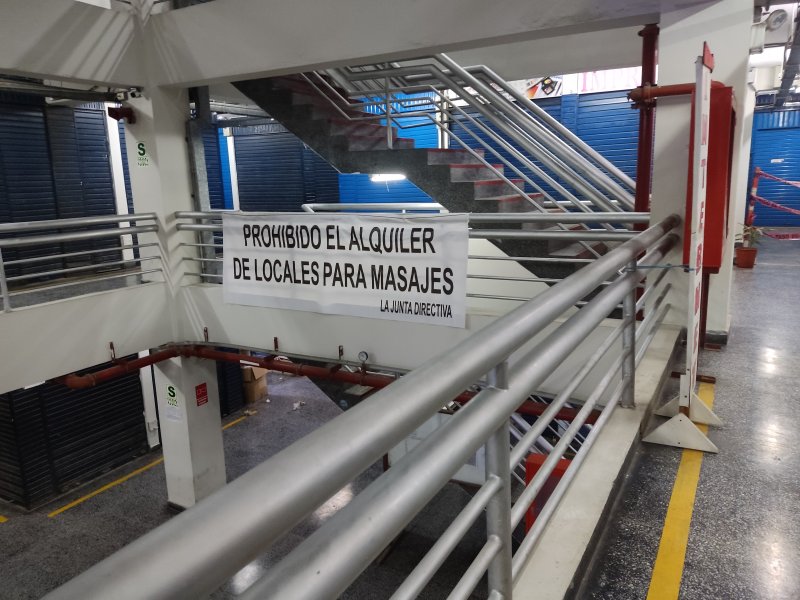 PROHIBIDO EL ALQUILER
DE LOCALES PARA MASAJES
LA JUNTA DIRECTIVA
S
S